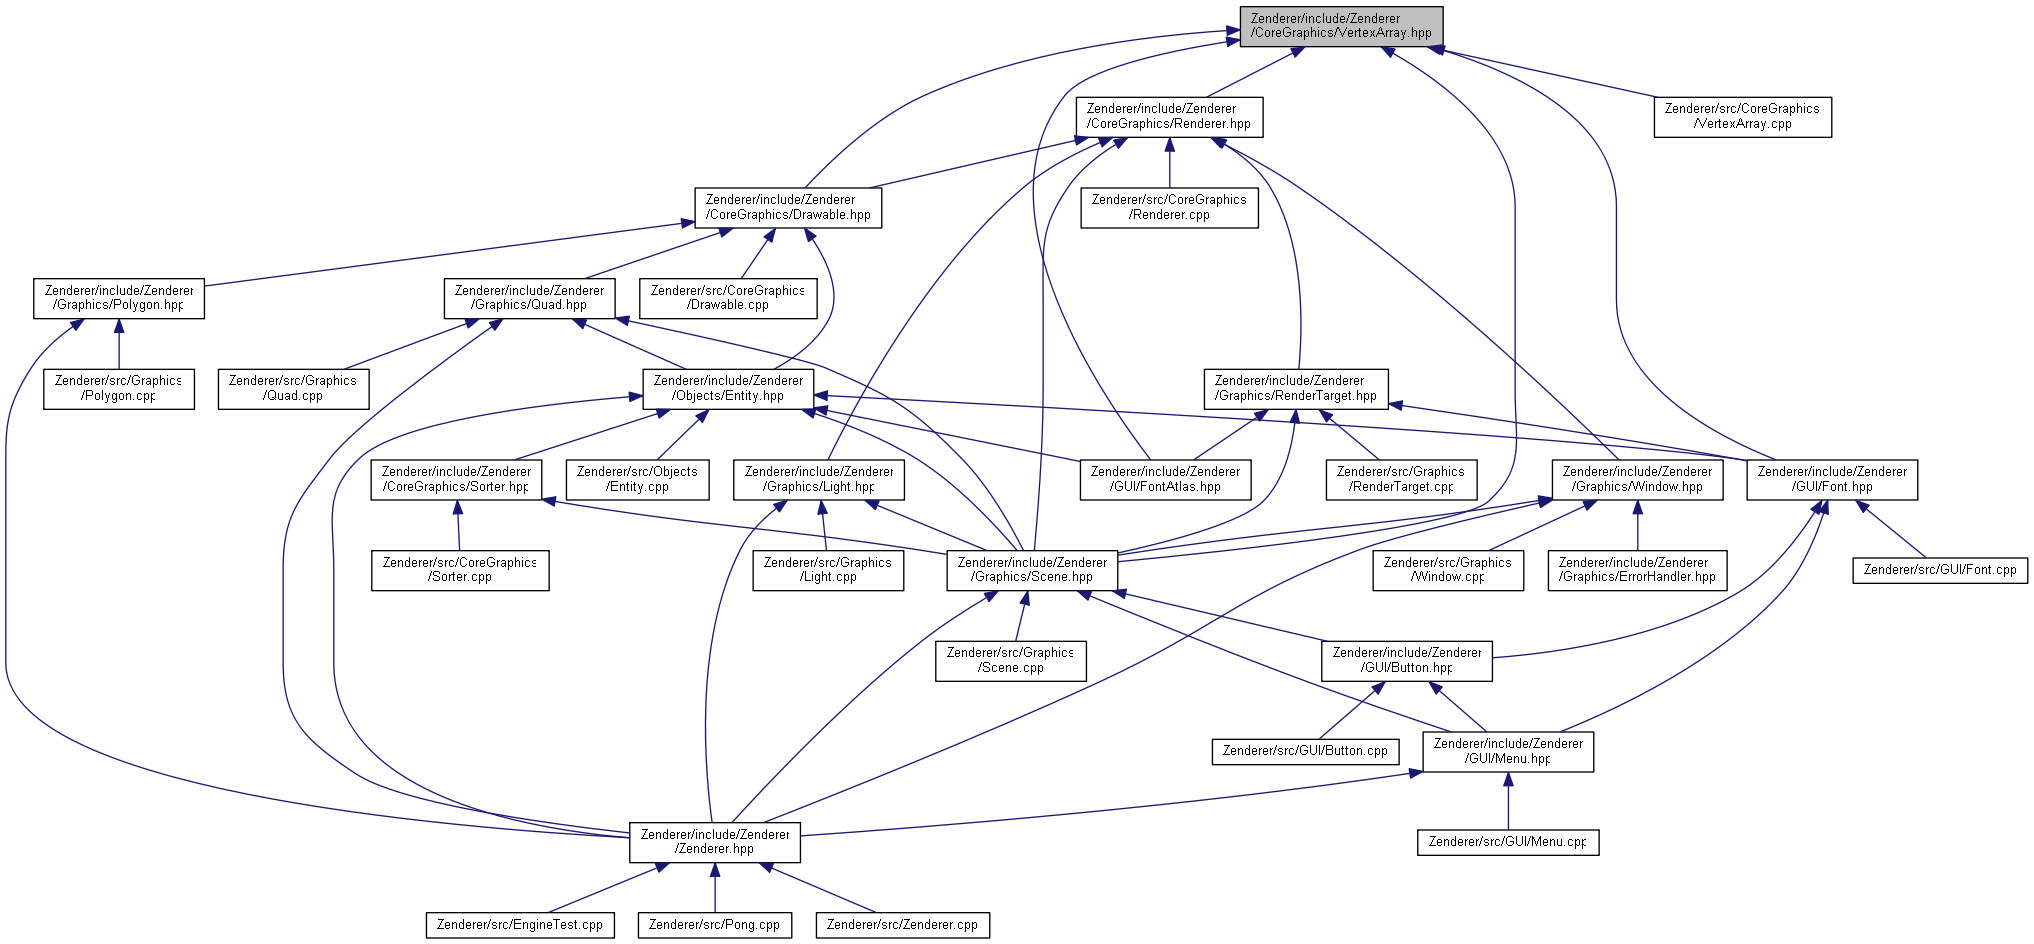 Zenderer/include/Zenderer
/CoreGraphics/VertexArray.hpp
Zenderer/include/Zenderer
/CoreGraphics/Renderer.hpp
Zenderer/src/CoreGraphics
/VertexArray.cpp
Zenderer/include/Zenderer
/CoreGraphics/Drawable.hpp
Zenderer/src/CoreGraphics
/Renderer.cpp
Zenderer/include/Zenderer
/Graphics/Polygon.hpp
Zenderer/include/Zenderer
/Graphics/Quad.hpp
Zenderer/src/CoreGraphics
/Drawable.cpp
Zenderer/src/Graphics
/Polygon.cpp
Zenderer/src/Graphics
/Quad.cpp
Zenderer/include/Zenderer
/Objects/Entity.hpp
Zenderer/include/Zenderer
/Graphics/RenderTarget.hpp
Zenderer/include/Zenderer
/CoreGraphics/Sorter.hpp
Zenderer/src/Objects
/Entity.cpp
Zenderer/include/Zenderer
/Graphics/Light.hpp
Zenderer/include/Zenderer
/GUI/FontAtlas.hpp
Zenderer/src/Graphics
/RenderTarget.cpp
Zenderer/include/Zenderer
/Graphics/Window.hpp
Zenderer/include/Zenderer
/GUI/Font.hpp
Zenderer/src/CoreGraphics
/Sorter.cpp
Zenderer/src/Graphics
/Light.cpp
Zenderer/include/Zenderer
/Graphics/Scene.hpp
Zenderer/src/Graphics
/Window.cpp
Zenderer/include/Zenderer
/Graphics/ErrorHandler.hpp
Zenderer/src/GUI/Font.cpp
Zenderer/src/Graphics
/Scene.cpp
Zenderer/include/Zenderer
/GUI/Button.hpp
Zenderer/src/GUI/Button.cpp
Zenderer/include/Zenderer
/GUI/Menu.hpp
Zenderer/include/Zenderer
/Zenderer.hpp
Zenderer/src/GUI/Menu.cpp
Zenderer/src/EngineTest.cpp
Zenderer/src/Pong.cpp
Zenderer/src/Zenderer.cpp